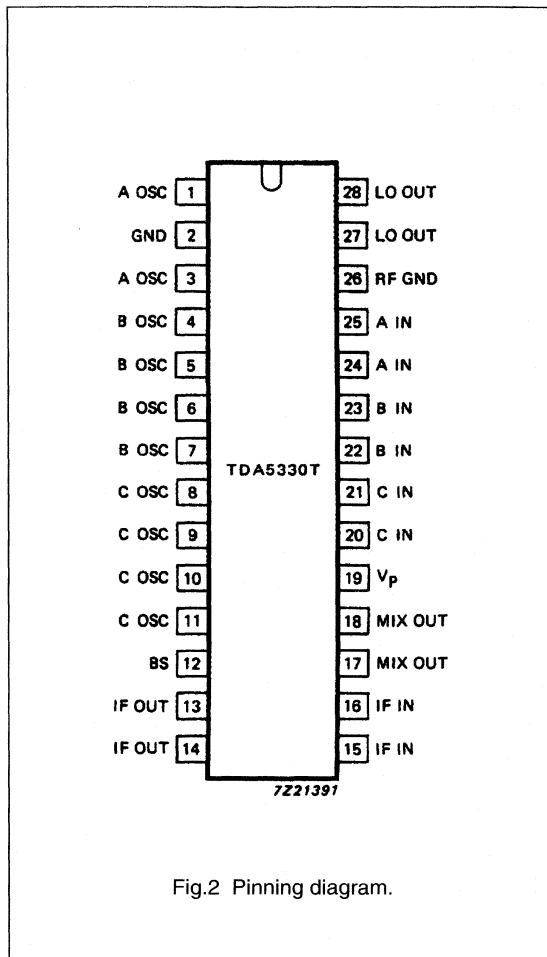 A OSC 1 28 LO OUT
GND 2 27 LO OUT
A OSC 3 26 RF GND
B OSC 4 25 A IN
B OSC 5 24 A IN
B OSC 6 23 B IN
B OSC 7 22 B IN
TDA5330T
C OSC 8 21 C IN
C OSC 9 20 C IN
C OSC 10 19 VP
C OSC 11 18 MIX OUT
BS 12 17 MIX OUT
IF OUT 13 16 IF IN
IF OUT 14 15 IF IN
7Z21391
Fig.2 Pinning diagram.